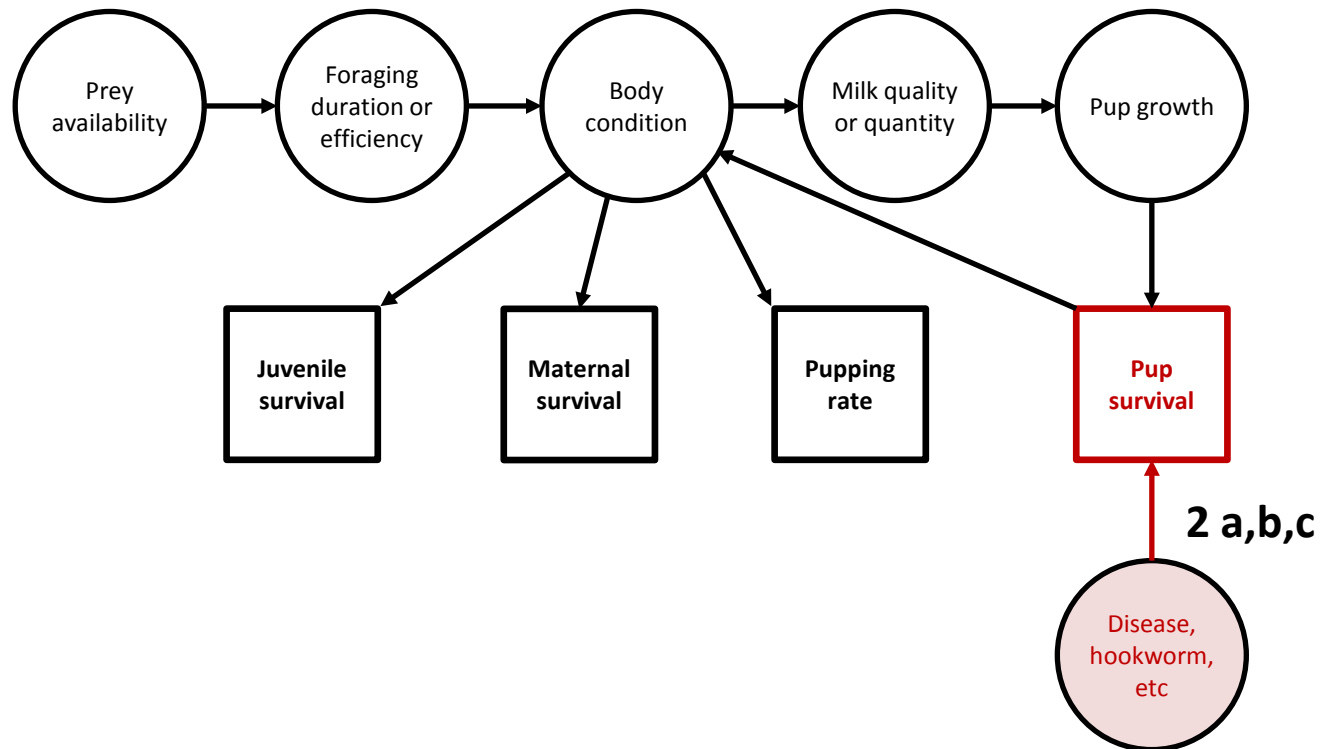 Prey
availability
Foraging
duration or
efficiency
Body
condition
Milk quality
or quantity
Pup growth
Juvenile
survival
Maternal
survival
Pupping
rate
Pup
survival
2 a,b,c
Disease,
hookworm,
etc